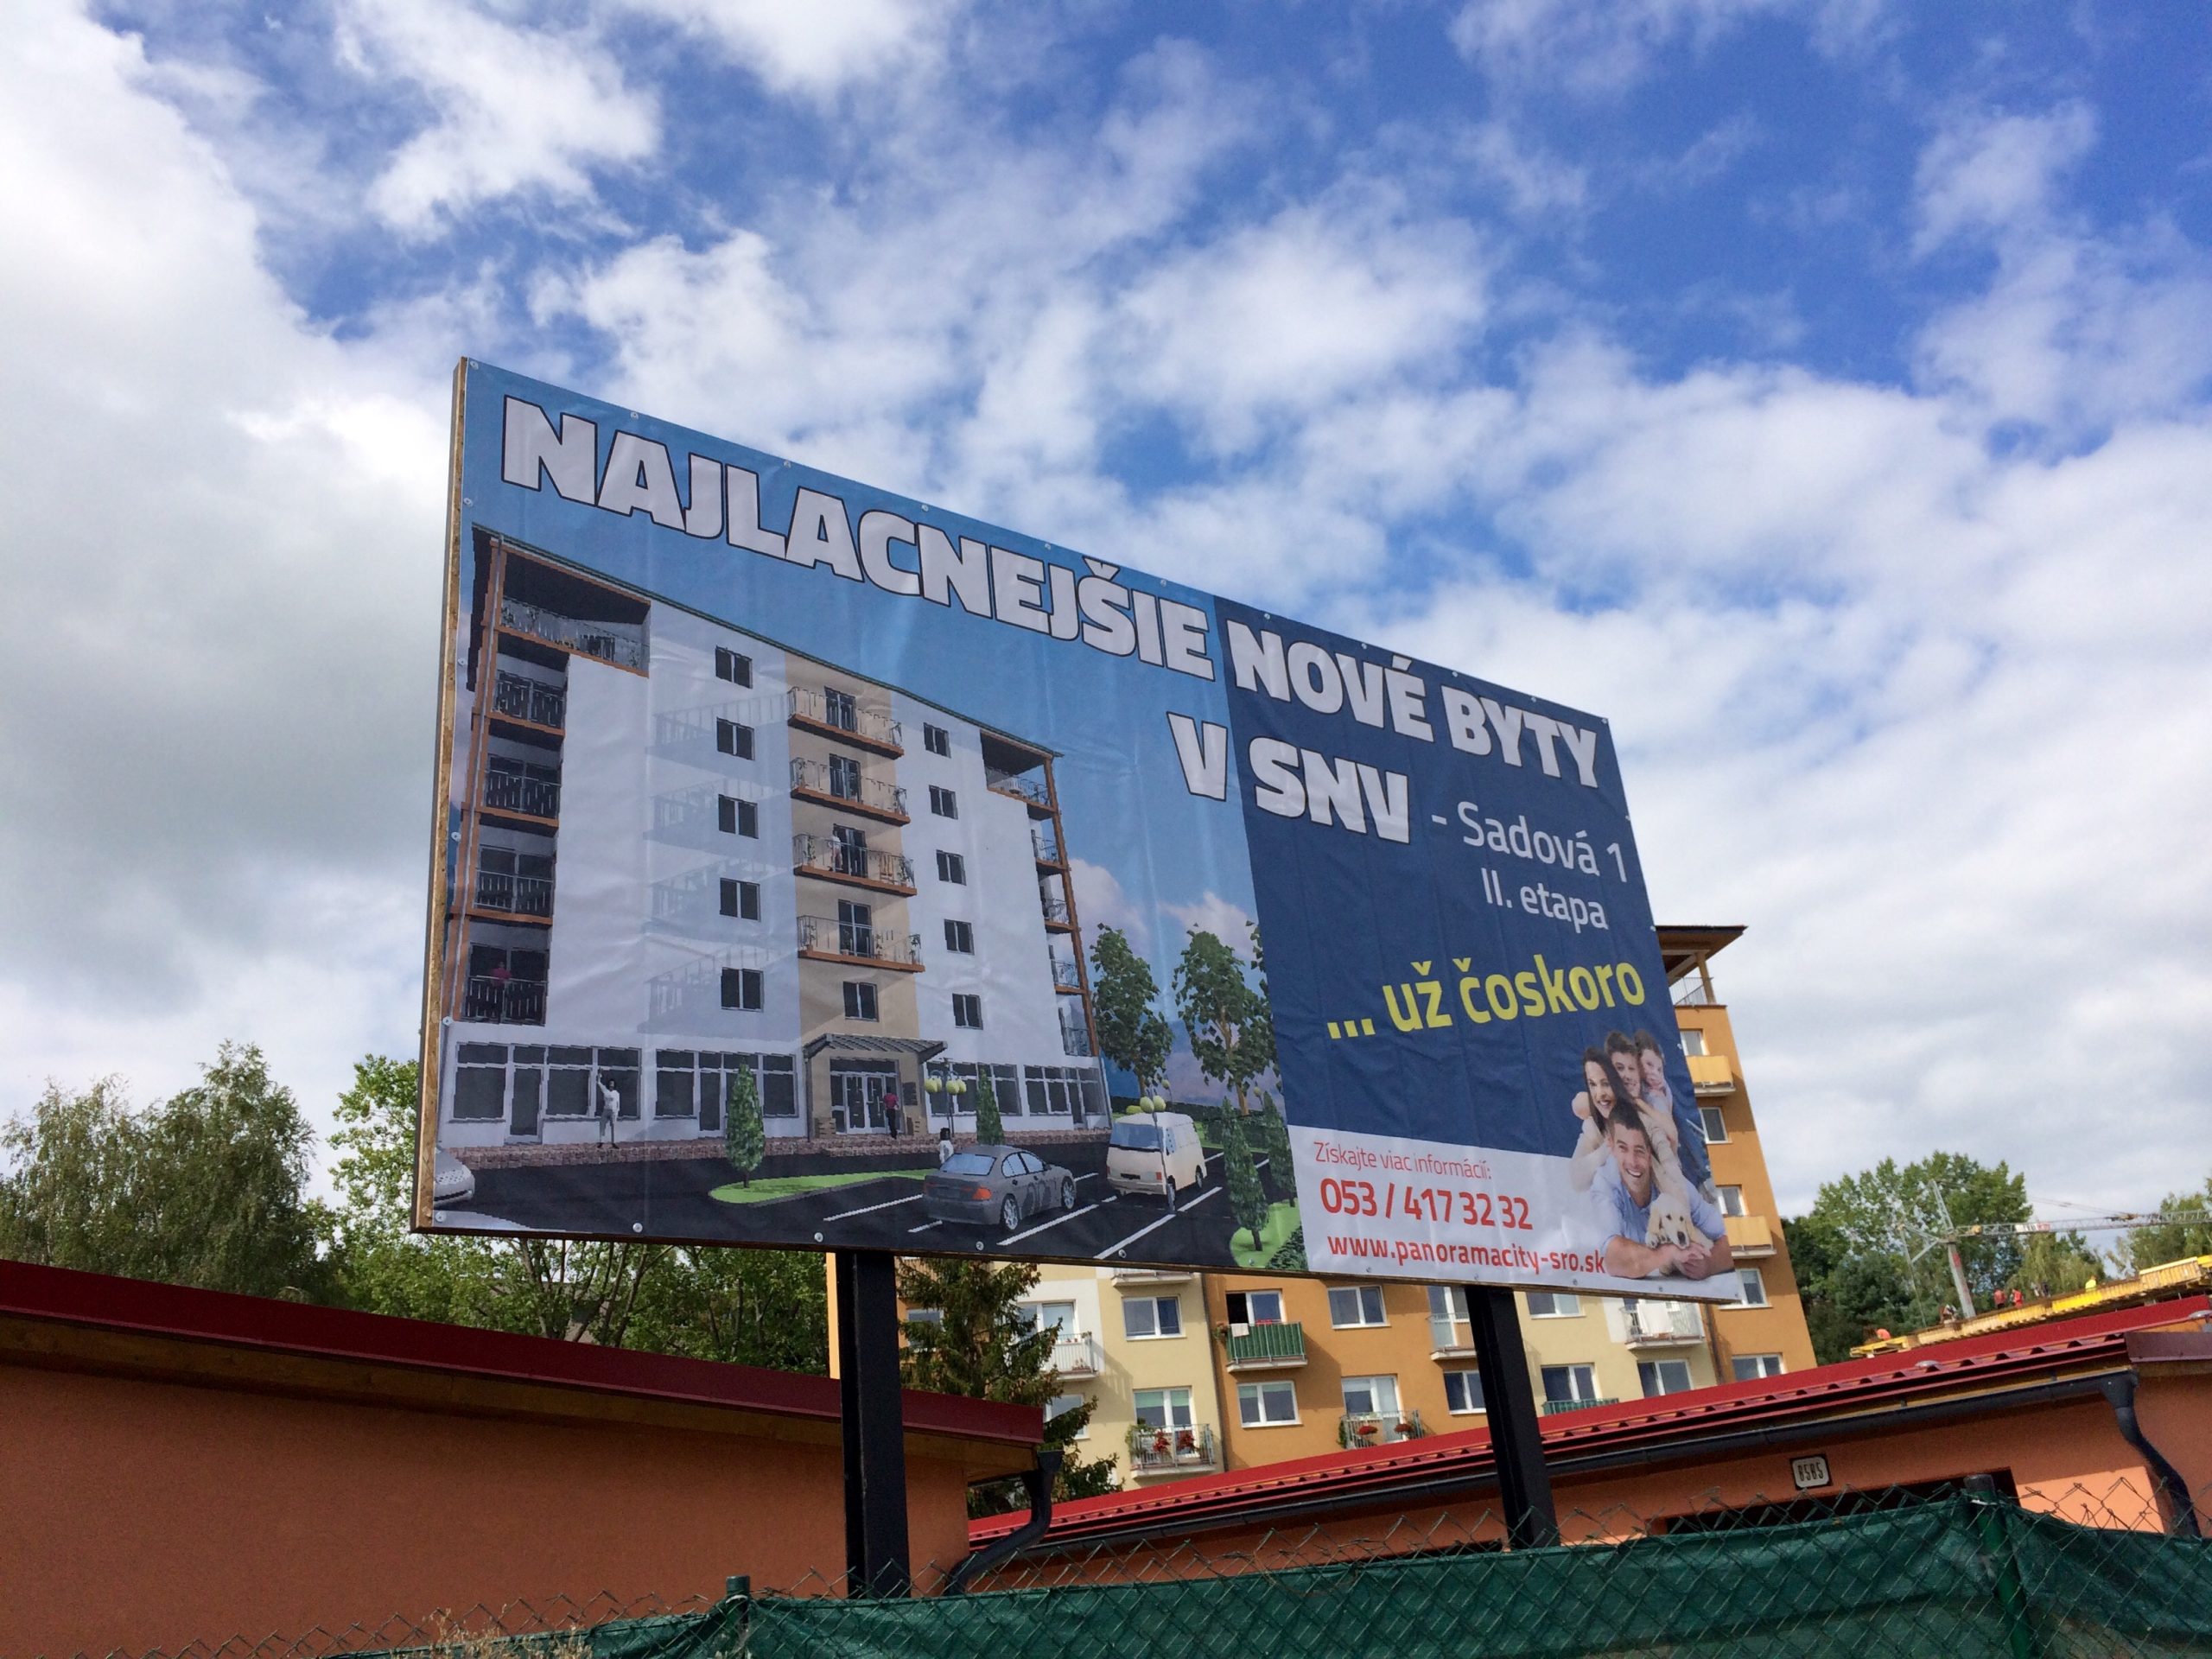 NAJLACNEJŠIE NOVÉ BYTY
V SNV - Sadová 1
II. etapa
... už čoskoro
Získajte viac informácií:
053 / 417 32 32
www.panoramacity-sro.sk